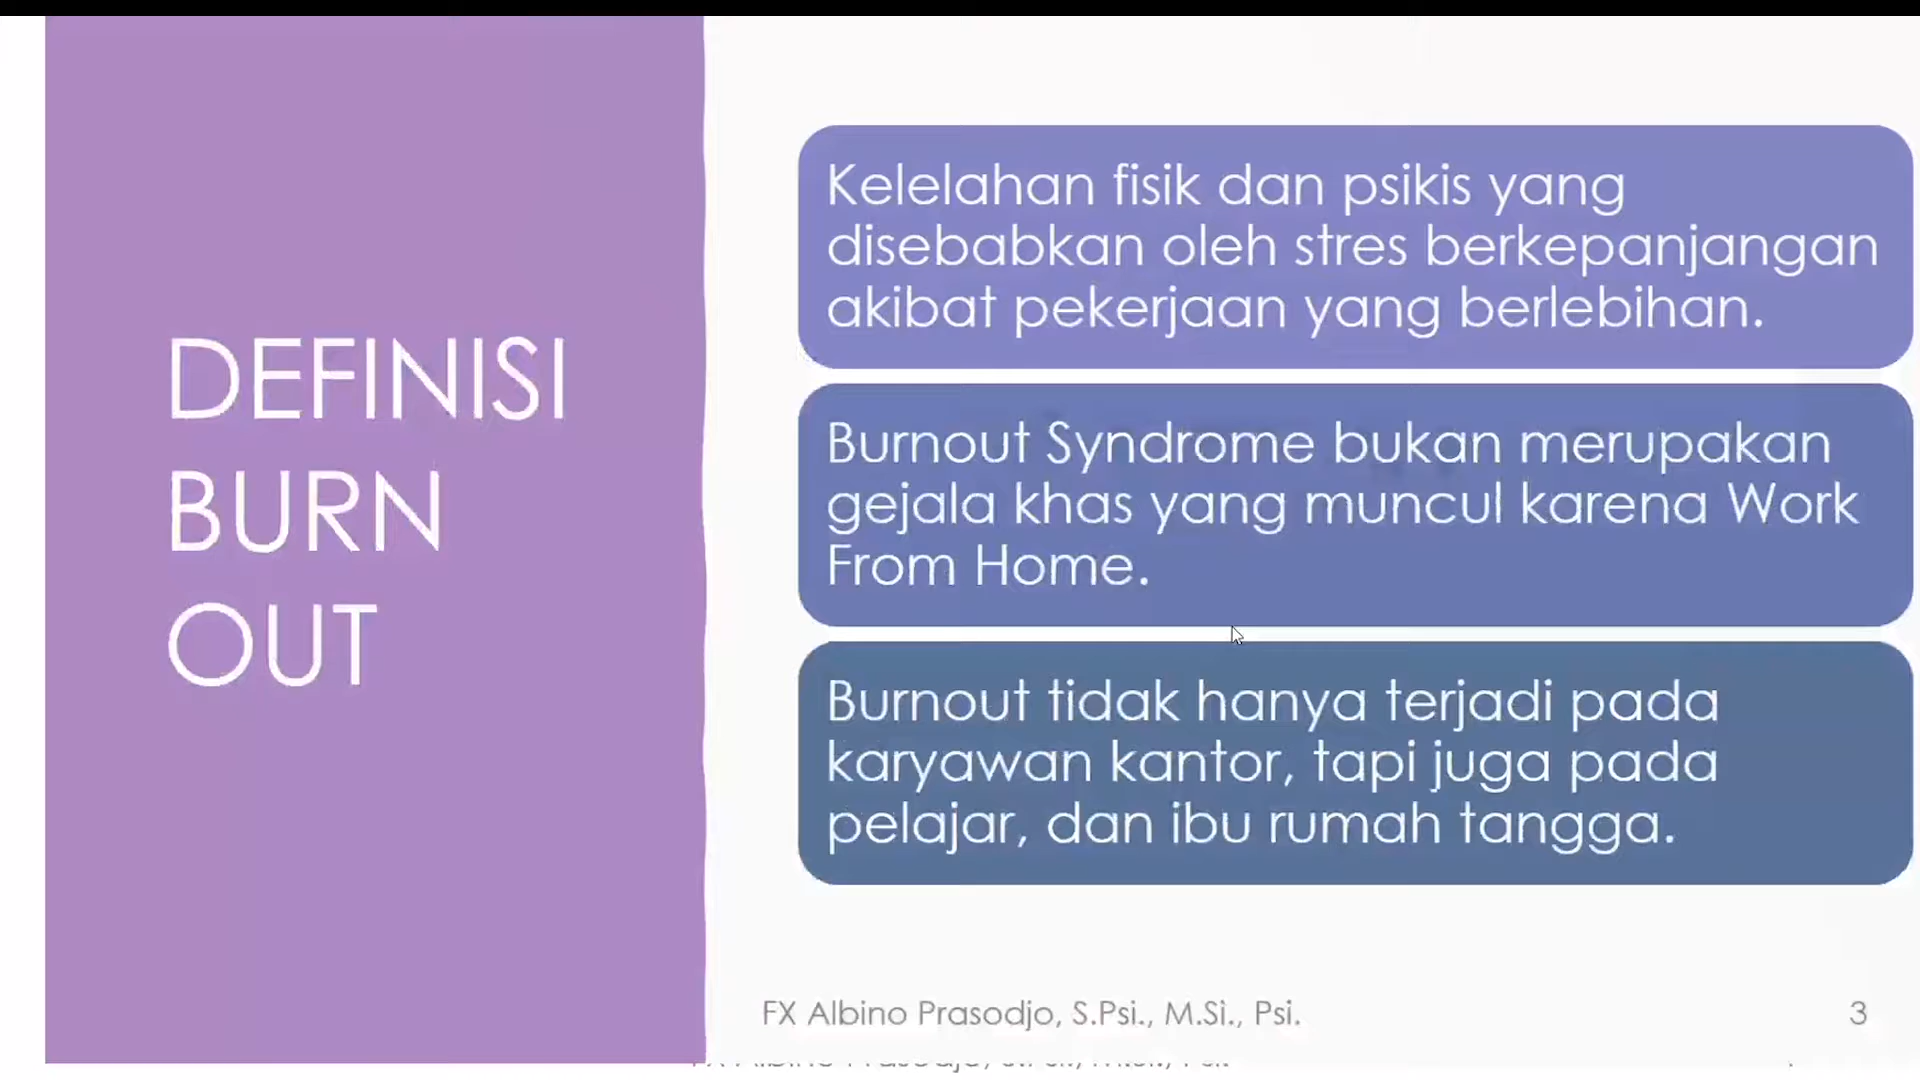 DEFINISI
BURN
OUT
Kelelahan fisik dan psikis yang
disebabkan oleh stres berkepanjangan
akibat pekerjaan yang berlebihan.
Burnout Syndrome bukan merupakan
gejala khas yang muncul karena Work
From Home.
Burnout tidak hanya terjadi pada
karyawan kantor, tapi juga pada
pelajar, dan ibu rumah tangga.
FX Albino Prasodjo, S.Psi., M.Si., Psi.
3